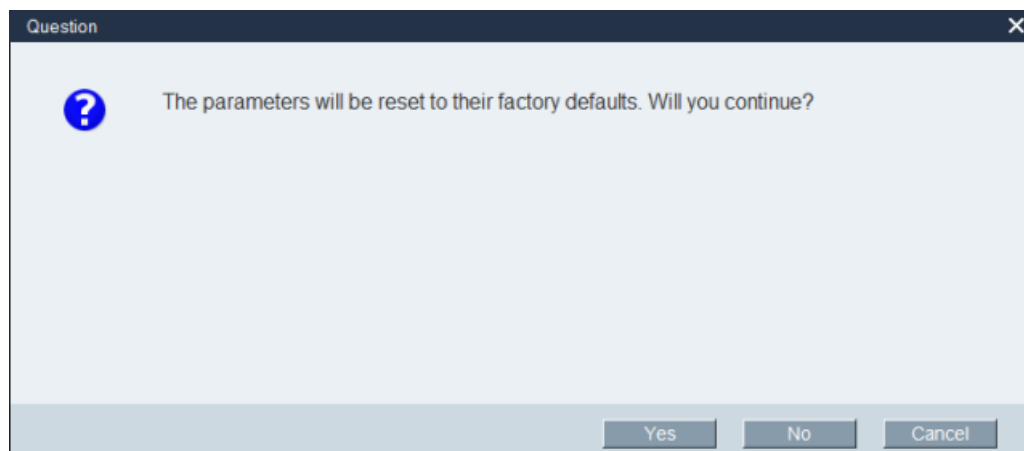 Question
The parameters will be reset to their factory defaults. Will you continue?
Yes No Cancel